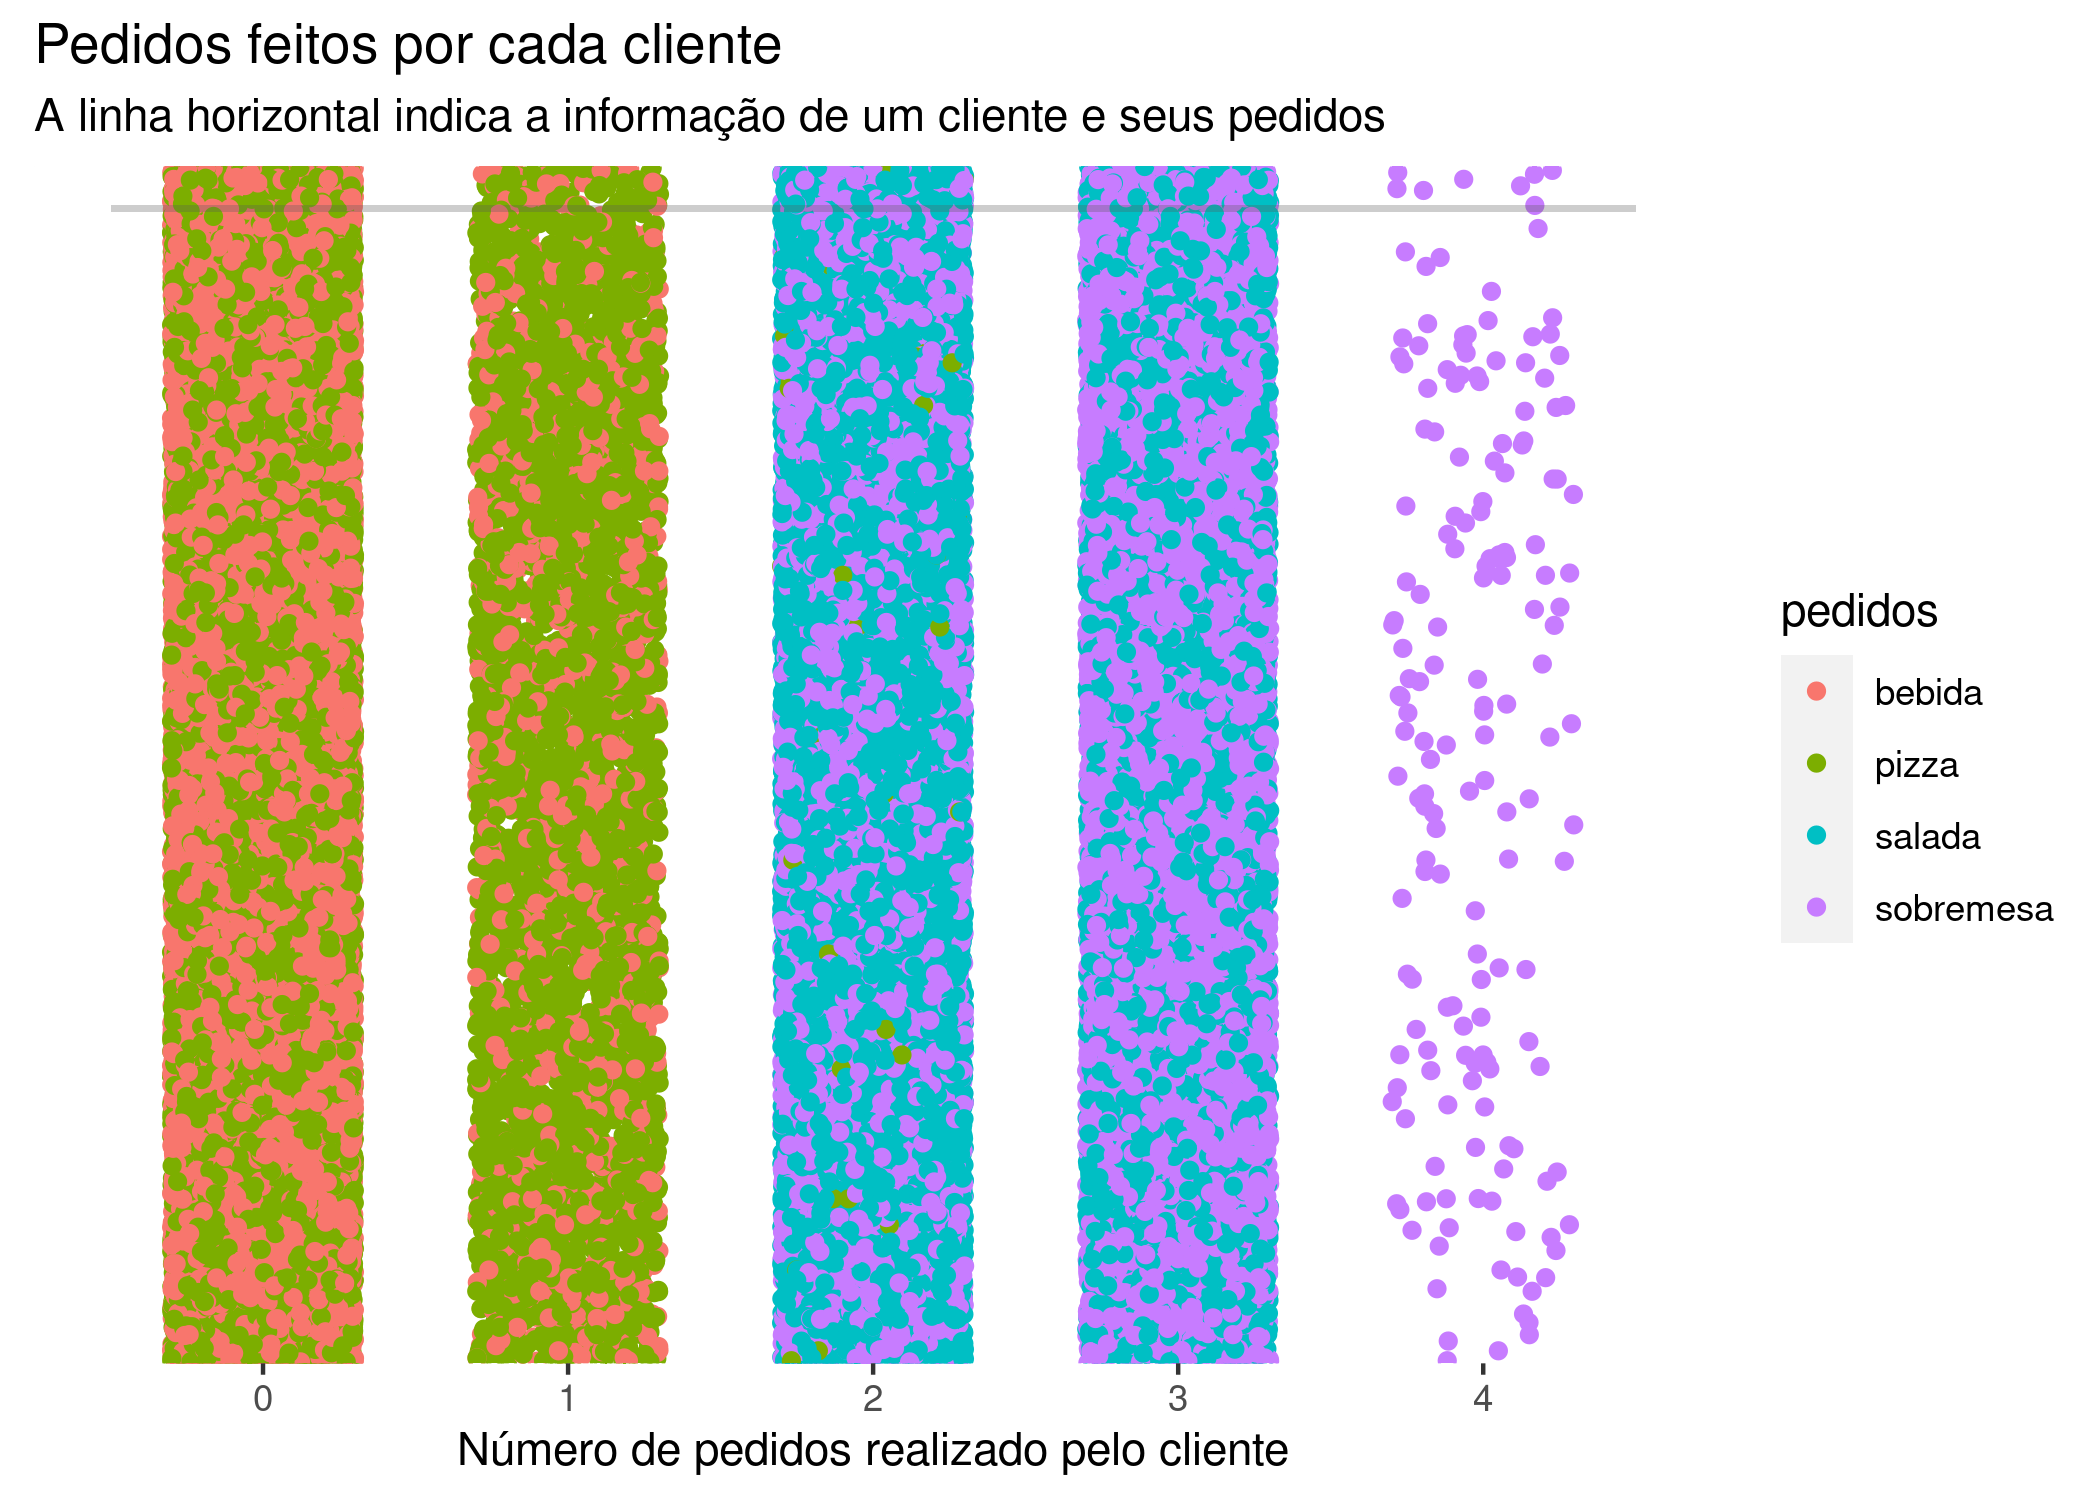 Pedidos feitos por cada cliente
A linha horizontal indica a informação de um cliente e seus pedidos
pedidos
bebida
pizza
salada
sobremesa
0 1 2 3 4
Número de pedidos realizado pelo cliente